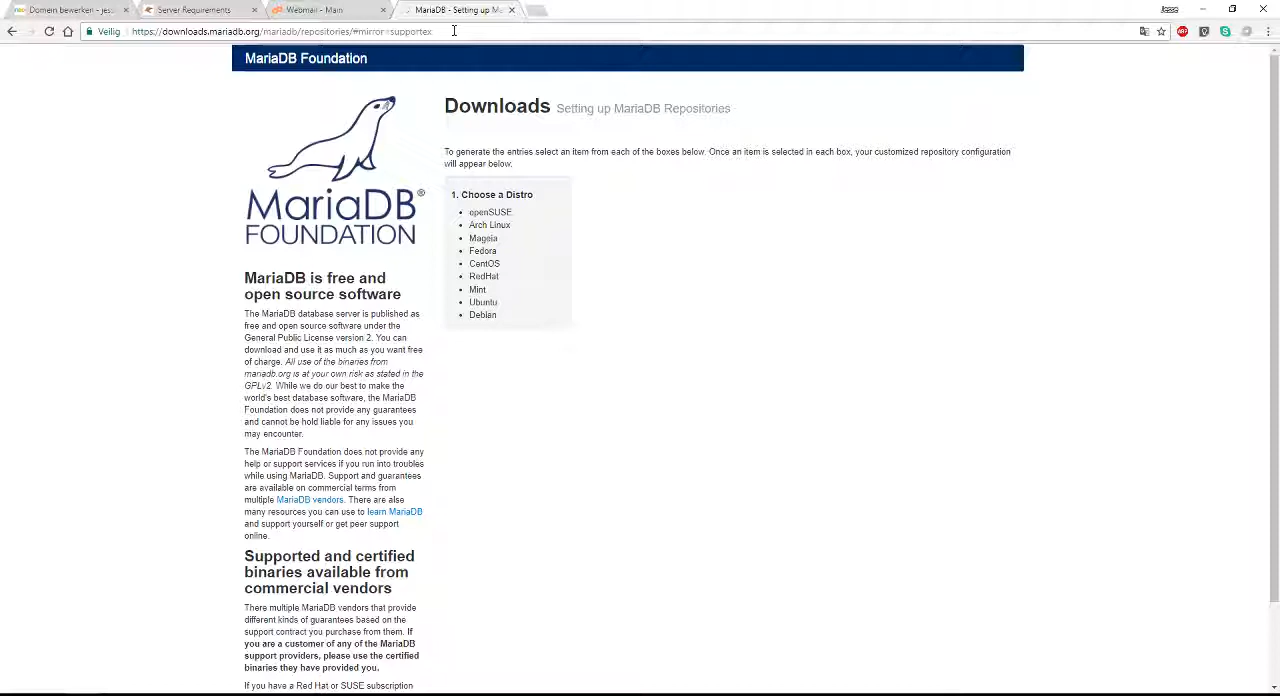 Domein bewerken - jes
Server Requirements
Webmail - Main
MariaDB - Setting up Ma
Jesse
Veilig
https://downloads.mariadb.org/mariadb/repositories/#mirror=supportex
MariaDB Foundation
MariaDB®
FOUNDATION
MariaDB is free and
open source software
The MariaDB database server is published as
free and open source software under the
General Public License version 2. You can
download and use it as much as you want free
of charge. All use of the binaries from
mariadb.org is at your own risk as stated in the
GPLv2. While we do our best to make the
world's best database software, the MariaDB
Foundation does not provide any guarantees
and cannot be hold liable for any issues you
may encounter.
The MariaDB Foundation does not provide any
help or support services if you run into troubles
while using MariaDB. Support and guarantees
are available on commercial terms from
multiple MariaDB vendors. There are also
many resources you can use to learn MariaDB
and support yourself or get peer support
online.
Supported and certified
binaries available from
commercial vendors
There multiple MariaDB vendors that provide
different kinds of guarantees based on the
support contract you purchase from them. If
you are a customer of any of the MariaDB
support providers, please use the certified
binaries they have provided you.
If you have a Red Hat or SUSE subscription
Downloads Setting up MariaDB Repositories
To generate the entries select an item from each of the boxes below. Once an item is selected in each box, your customized repository configuration
will appear below.
1. Choose a Distro
openSUSE
Arch Linux
Mageia
Fedora
CentOS
RedHat
Mint
Ubuntu
Debian